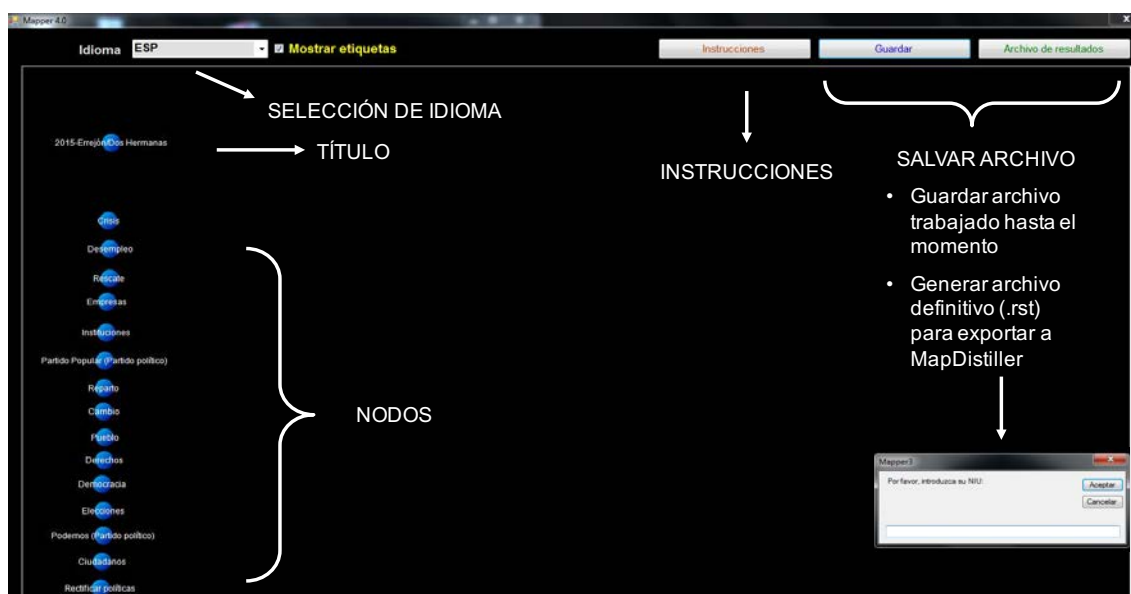 Mapper 4.0
Idioma ESP Mostrar etiquetas Instrucciones Guardar Archivo de resultados
SELECCIÓN DE IDIOMA
2015-Errejón/Dos Hermanas
TÍTULO
INSTRUCCIONES
SALVAR ARCHIVO
• Guardar archivo
trabajado hasta el
momento
• Generar archivo
definitivo (.rst)
para exportar a
MapDistiller
Crisis
Desempleo
Rescate
Empresas
Instituciones
Partido Popular (Partido político)
Reparto
Cambio
Pueblo
Derechos
Democracia
Elecciones
Podemos (Partido político)
Ciudadanos
Rectificar políticas
NODOS
Mapper3
Por favor, introduzca su NIU:
Aceptar
Cancelar